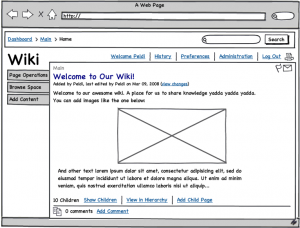 A Web Page
http://
Dashboard > Main > Home
Search
Wiki
Welcome Peldi | History | Preferences | Administration | Log Out
Page Operations
Browse Space
Add Content
Main
Welcome to Our Wiki!
Added by Peldi, last edited by Peldi on Mar 09, 2008 (view changes)
Welcome to our awesome wiki. A place for us to share knowledge yadda yadda yadda.
You can add images like the one below:
And other text lorem ipsum dolor sit amet, consectetur adipisicing elit, sed do
eiusmod tempor incididunt ut labore et dolore magna aliqua. Ut enim ad minim
veniam, quis nostrud exercitation ullamco laboris nisi ut aliquip...
10 Children Show Children | View in Hierarchy | Add Child Page
0 comments Add Comment